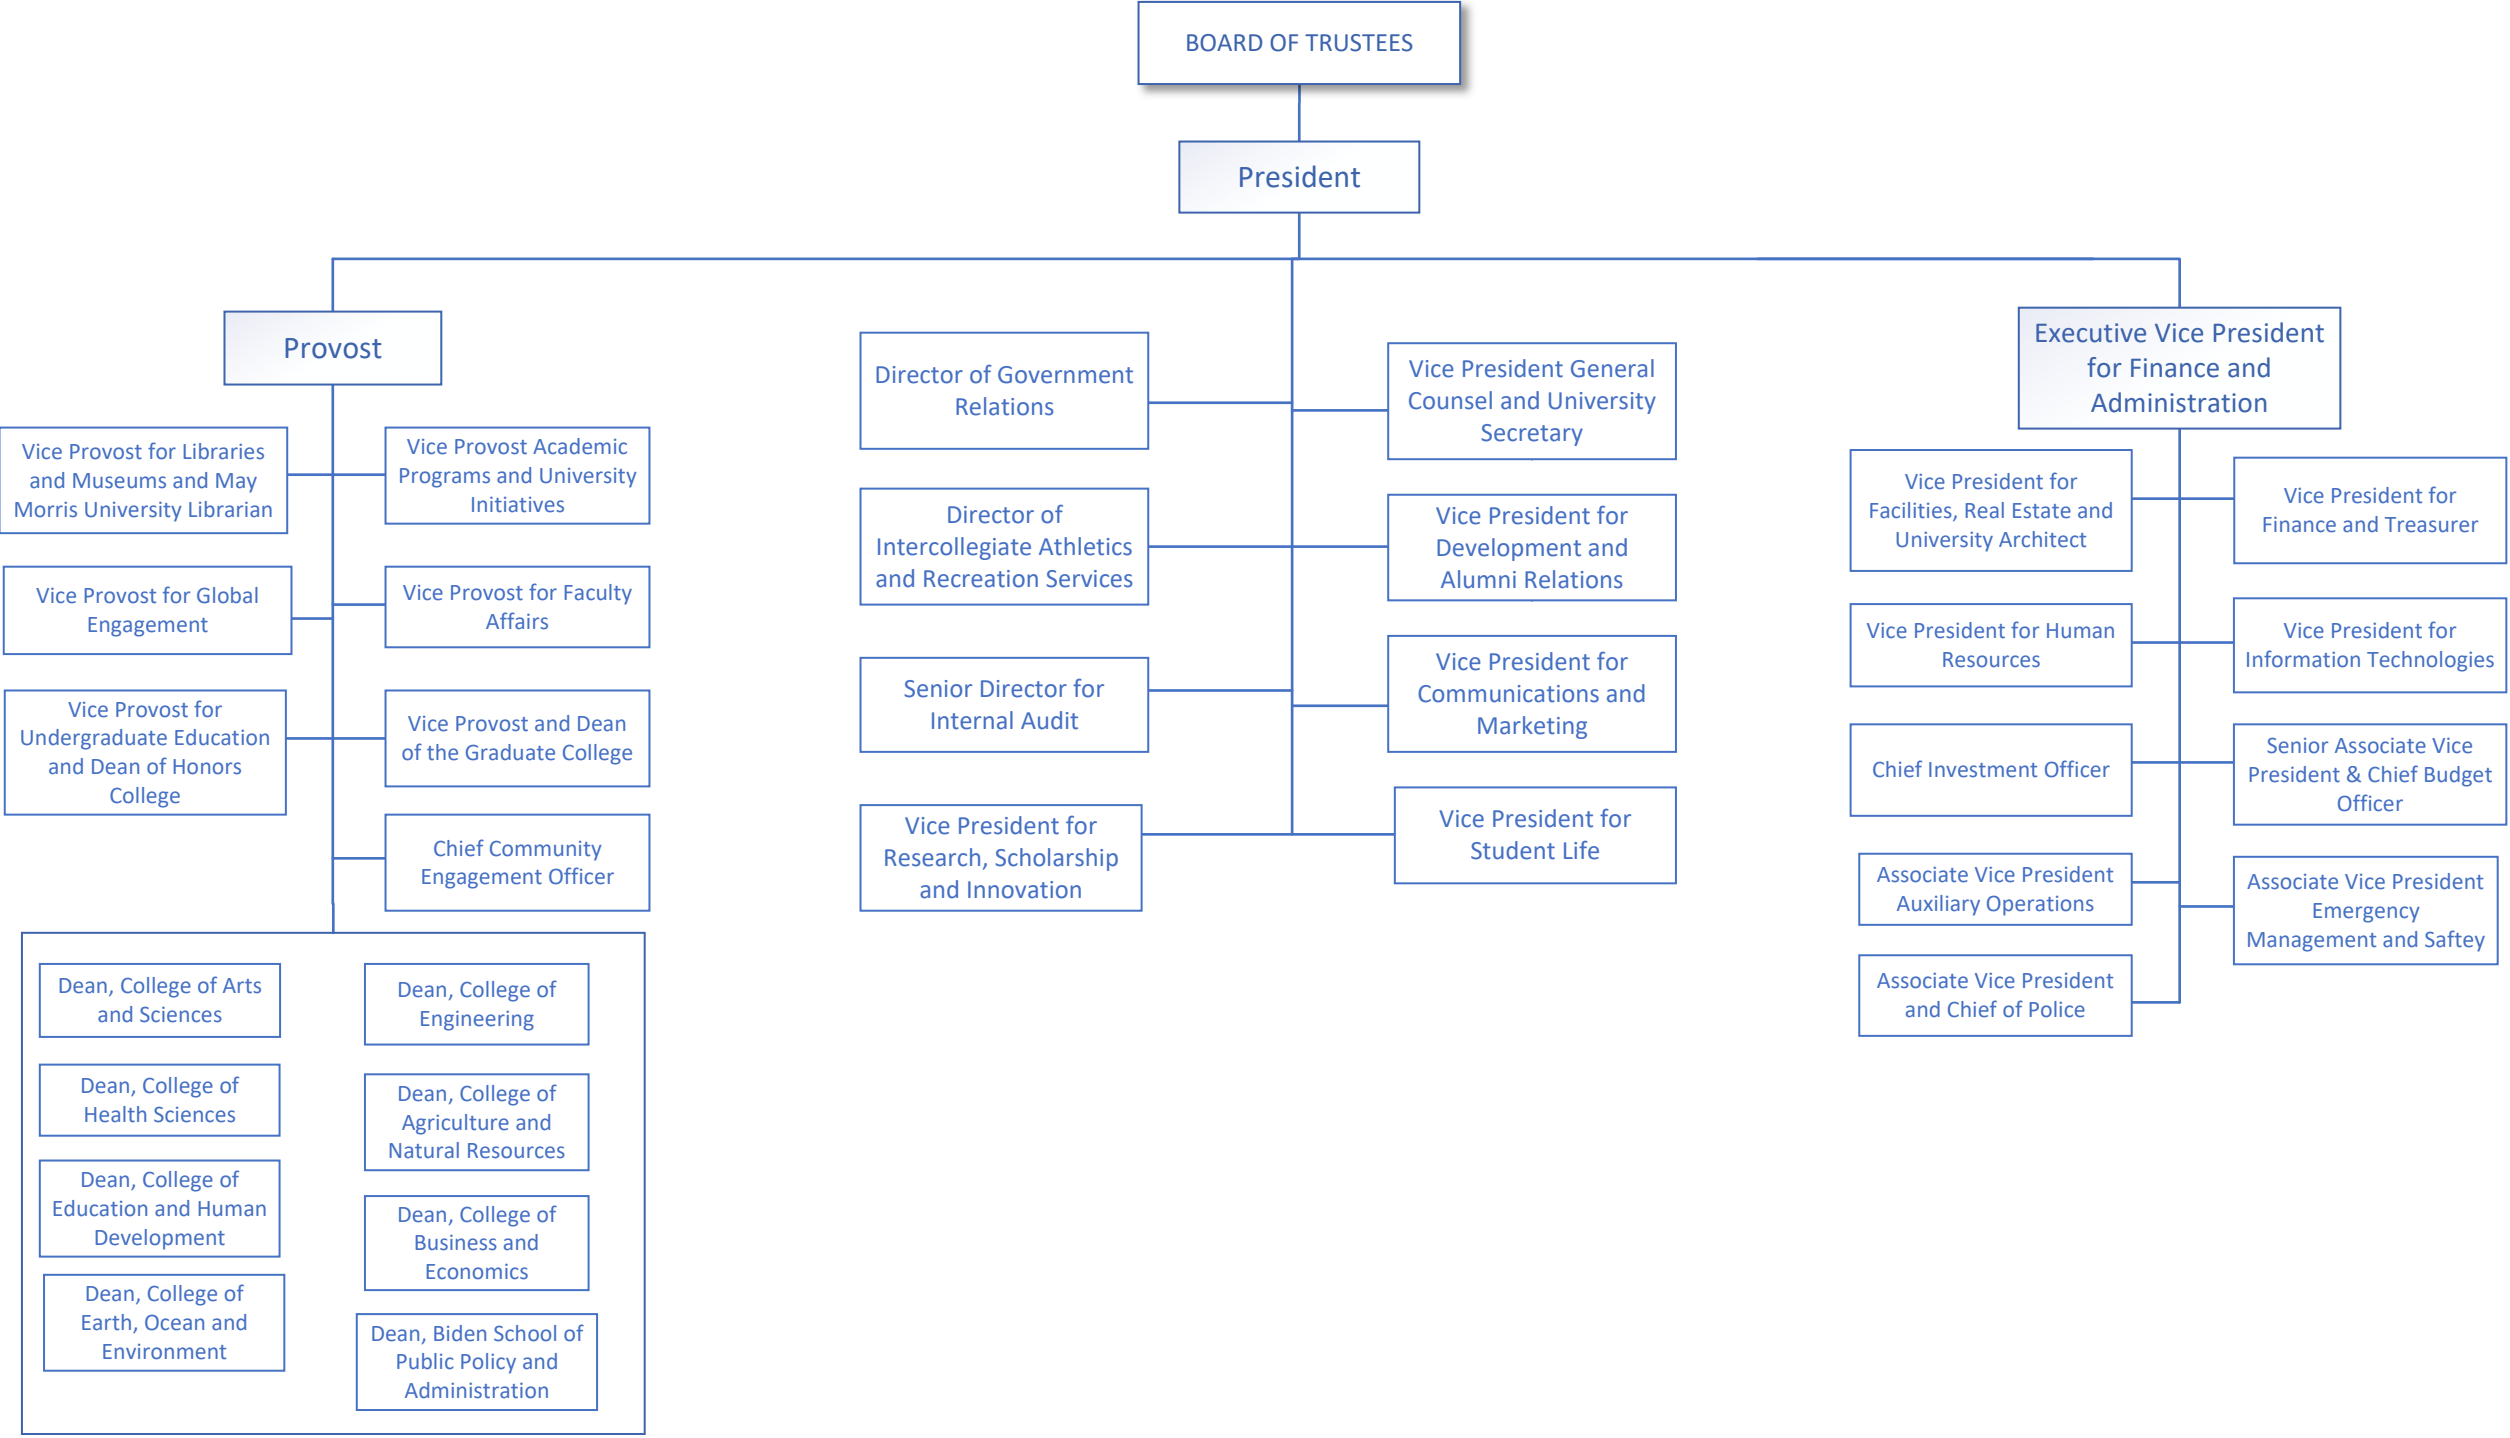 BOARD OF TRUSTEES
President
Provost
Vice Provost for Libraries
and Museums and May
Morris University Librarian
Vice Provost Academic
Programs and University
Initiatives
Vice Provost for Global
Engagement
Vice Provost for Faculty
Affairs
Vice Provost for
Undergraduate Education
and Dean of Honors
College
Vice Provost and Dean
of the Graduate College
Chief Community
Engagement Officer
Dean, College of Arts
and Sciences
Dean, College of
Engineering
Dean, College of
Health Sciences
Dean, College of
Agriculture and
Natural Resources
Dean, College of
Education and Human
Development
Dean, College of
Business and
Economics
Dean, College of
Earth, Ocean and
Environment
Dean, Biden School of
Public Policy and
Administration
Director of Government
Relations
Vice President General
Counsel and University
Secretary
Director of
Intercollegiate Athletics
and Recreation Services
Vice President for
Development and
Alumni Relations
Senior Director for
Internal Audit
Vice President for
Communications and
Marketing
Vice President for
Research, Scholarship
and Innovation
Vice President for
Student Life
Executive Vice President
for Finance and
Administration
Vice President for
Facilities, Real Estate and
University Architect
Vice President for
Finance and Treasurer
Vice President for Human
Resources
Vice President for
Information Technologies
Chief Investment Officer
Senior Associate Vice
President & Chief Budget
Officer
Associate Vice President
Auxiliary Operations
Associate Vice President
Emergency
Management and Saftey
Associate Vice President
and Chief of Police